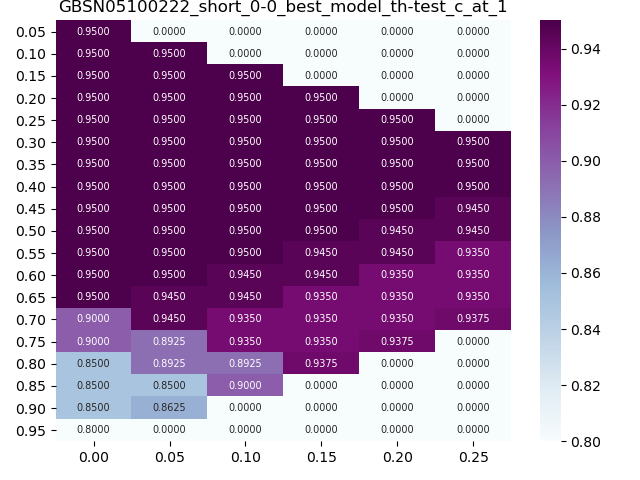 GBSN05100222_short_0-0_best_model_th-test_c_at_1
0.05 0.9500 0.0000 0.0000 0.0000 0.0000 0.0000
0.10 0.9500 0.9500 0.0000 0.0000 0.0000 0.0000
0.15 0.9500 0.9500 0.9500 0.0000 0.0000 0.0000
0.20 0.9500 0.9500 0.9500 0.9500 0.0000 0.0000
0.25 0.9500 0.9500 0.9500 0.9500 0.9500 0.0000
0.30 0.9500 0.9500 0.9500 0.9500 0.9500 0.9500
0.35 0.9500 0.9500 0.9500 0.9500 0.9500 0.9500
0.40 0.9500 0.9500 0.9500 0.9500 0.9500 0.9500
0.45 0.9500 0.9500 0.9500 0.9500 0.9500 0.9450
0.50 0.9500 0.9500 0.9500 0.9500 0.9450 0.9450
0.55 0.9500 0.9500 0.9500 0.9450 0.9450 0.9350
0.60 0.9500 0.9500 0.9450 0.9450 0.9350 0.9350
0.65 0.9500 0.9450 0.9450 0.9350 0.9350 0.9350
0.70 0.9000 0.9450 0.9350 0.9350 0.9350 0.9375
0.75 0.9000 0.8925 0.9350 0.9350 0.9375 0.0000
0.80 0.8500 0.8925 0.8925 0.9375 0.0000 0.0000
0.85 0.8500 0.8500 0.9000 0.0000 0.0000 0.0000
0.90 0.8500 0.8625 0.0000 0.0000 0.0000 0.0000
0.95 0.8000 0.0000 0.0000 0.0000 0.0000 0.0000
0.00 0.05 0.10 0.15 0.20 0.25
0.94
0.92
0.90
0.88
0.86
0.84
0.82
0.80